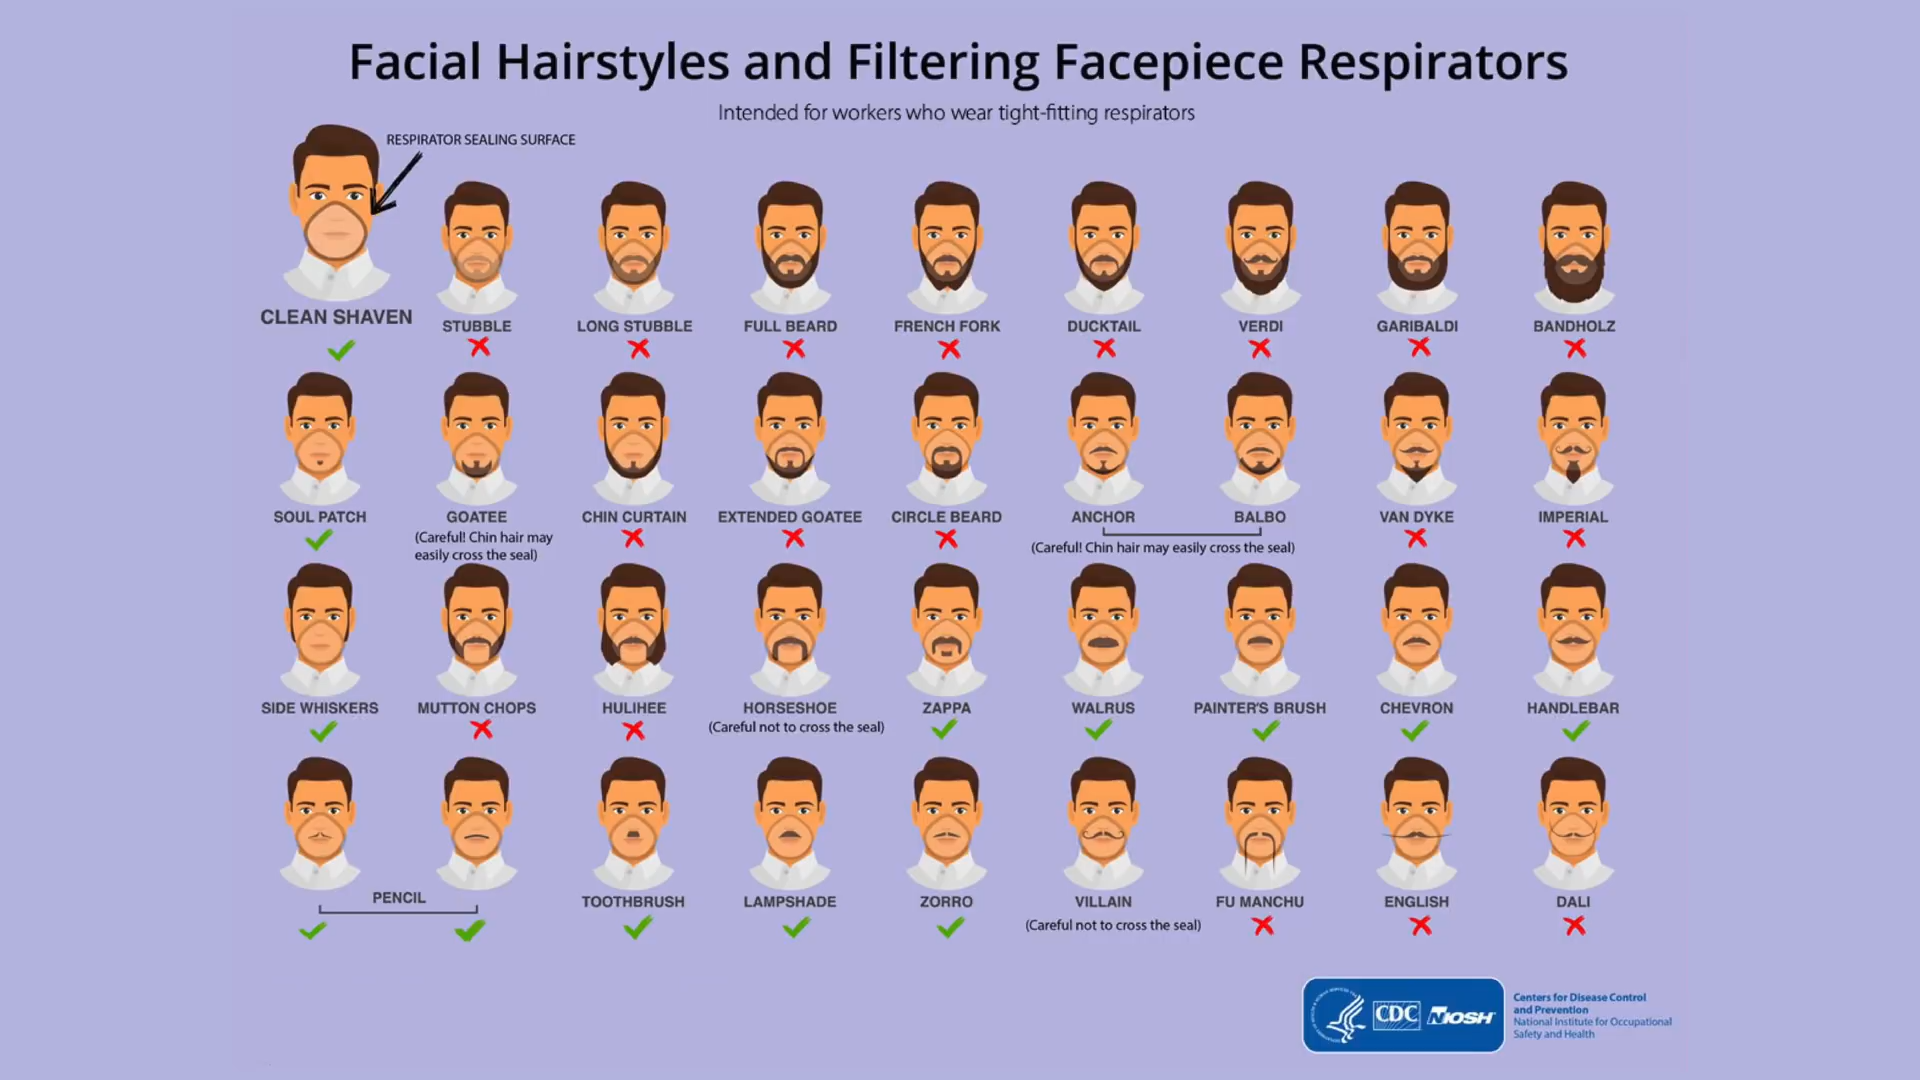 Facial Hairstyles and Filtering Facepiece Respirators
Intended for workers who wear tight-fitting respirators
RESPIRATOR SEALING SURFACE
CLEAN SHAVEN
STUBBLE
LONG STUBBLE
FULL BEARD
FRENCH FORK
DUCKTAIL
VERDI
GARIBALDI
BANDHOLZ
SOUL PATCH
GOATEE
(Careful! Chin hair may
easily cross the seal)
CHIN CURTAIN
EXTENDED GOATEE
CIRCLE BEARD
ANCHOR
BALBO
(Careful! Chin hair may easily cross the seal)
VAN DYKE
IMPERIAL
SIDE WHISKERS
MUTTON CHOPS
HULIHEE
HORSESHOE
(Careful not to cross the seal)
ZAPPA
WALRUS
PAINTER'S BRUSH
CHEVRON
HANDLEBAR
PENCIL
TOOTHBRUSH
LAMPSHADE
ZORRO
VILLAIN
(Careful not to cross the seal)
FU MANCHU
ENGLISH
DALI
CDC
NIOSH
Centers for Disease Control
and Prevention
National Institute for Occupational
Safety and Health